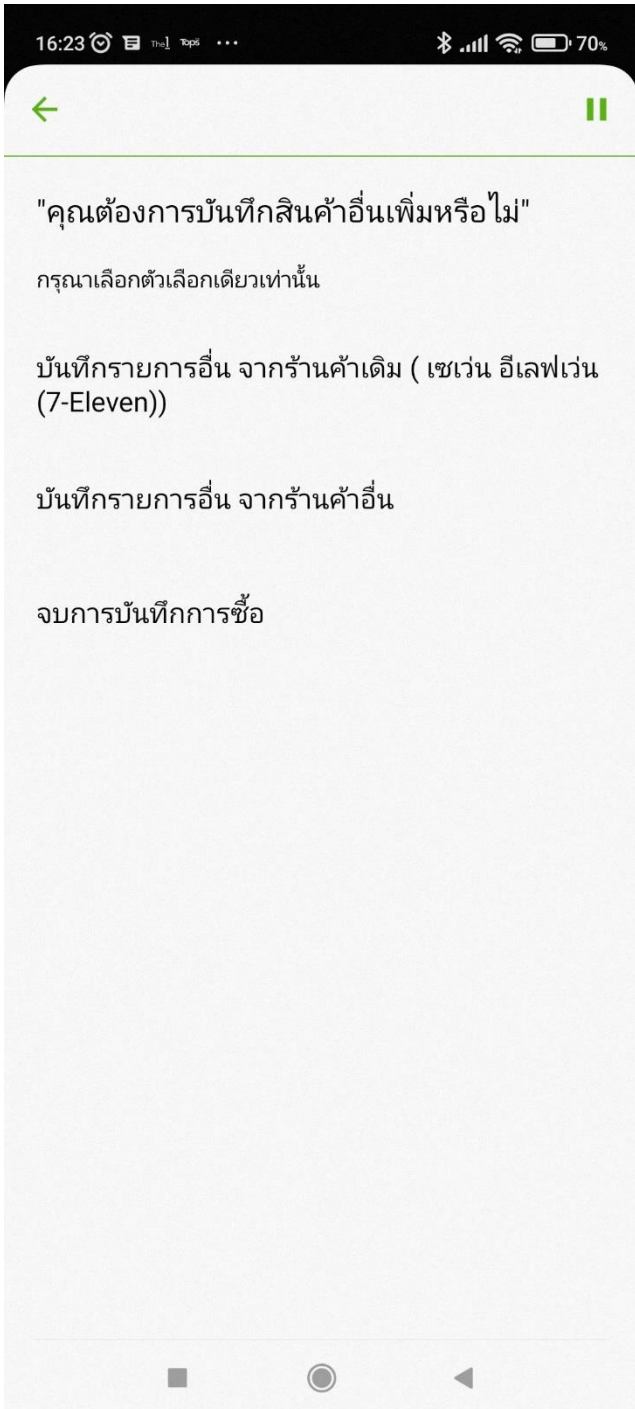 16:23 The1 Tops ... 70%
"คุณต้องการบันทึกสินค้าอื่นเพิ่มหรือไม่"
กรุณาเลือกตัวเลือกเดียวเท่านั้น
บันทึกรายการอื่น จากร้านค้าเดิม ( เซเว่น อีเลฟเว่น
(7-Eleven))
บันทึกรายการอื่น จากร้านค้าอื่น
จบการบันทึกการซื้อ